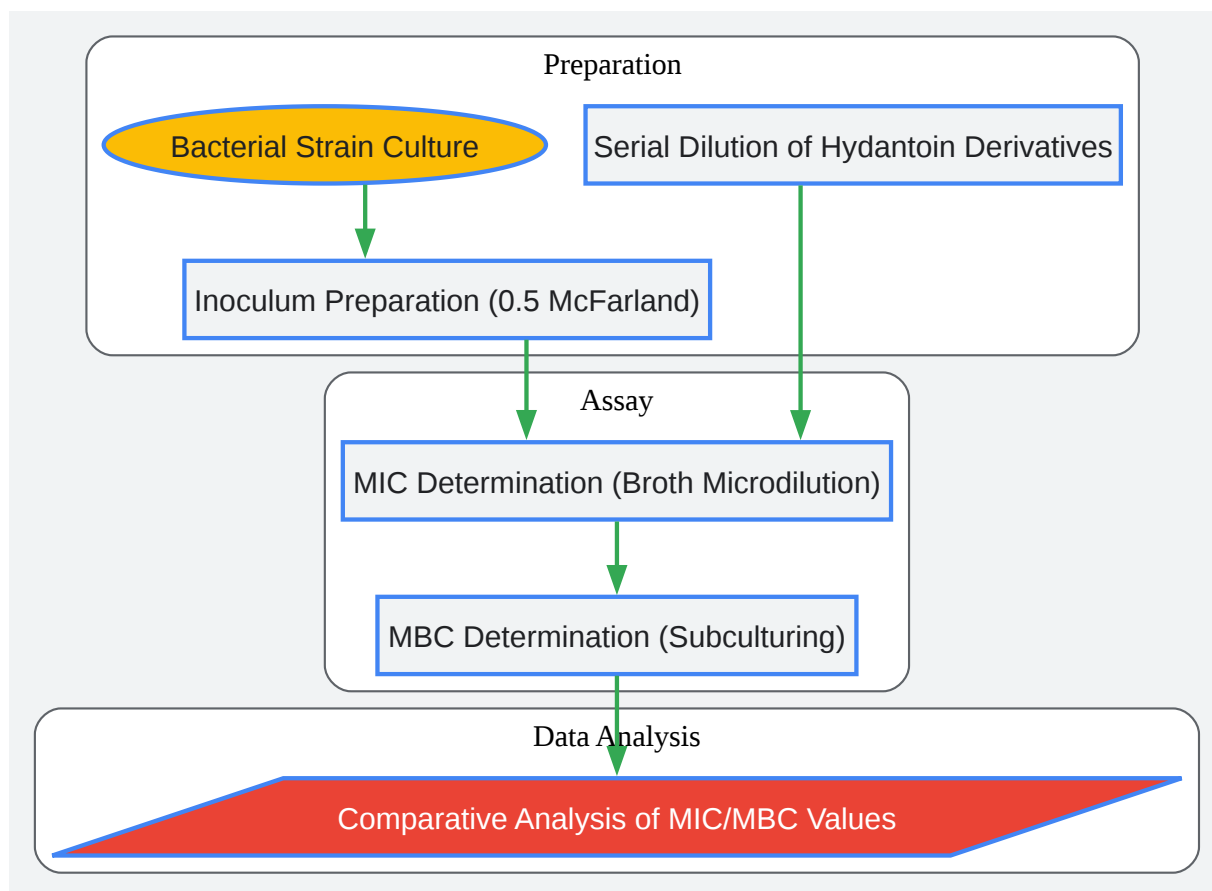 Preparation
Bacterial Strain Culture
Serial Dilution of Hydantoin Derivatives
Inoculum Preparation (0.5 McFarland)
Assay
MIC Determination (Broth Microdilution)
MBC Determination (Subculturing)
Data Analysis
Comparative Analysis of MIC/MBC Values